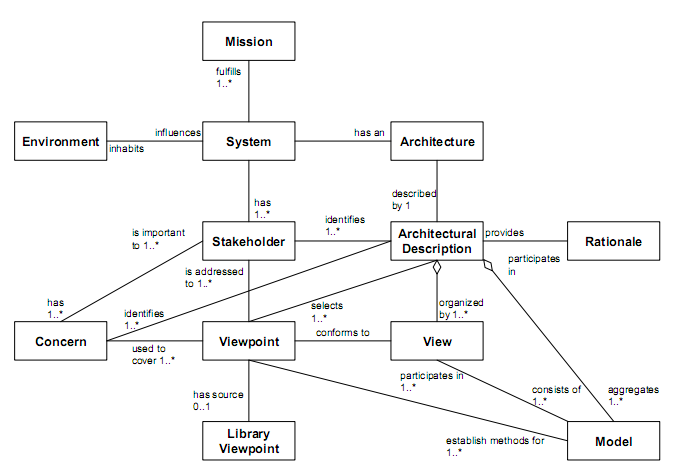 Mission
fulfills
1..*
Environment
influences
inhabits
System
has an
Architecture
has
1..*
described
by 1
Stakeholder
identifies
1..*
Architectural
Description
provides
Rationale
is important
to 1..*
is addressed
to 1..*
participates
in
has
1..*
identifies
1..*
selects
1..*
organized
by 1..*
Concern
used to
cover 1..*
Viewpoint
conforms to
View
has source
0..1
participates in
1..*
consists of
1..*
aggregates
1..*
Library
Viewpoint
establish methods for
1..*
Model